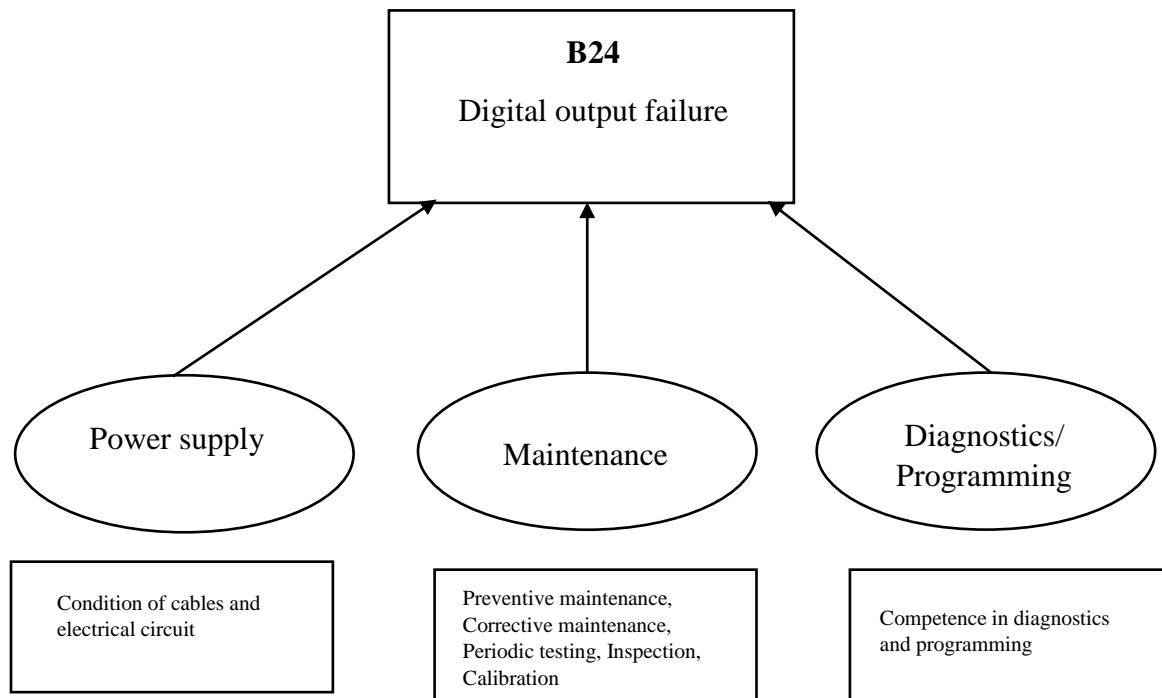 B24
Digital output failure
Power supply
Maintenance
Diagnostics/
Programming
Condition of cables and
electrical circuit
Preventive maintenance,
Corrective maintenance,
Periodic testing, Inspection,
Calibration
Competence in diagnostics
and programming